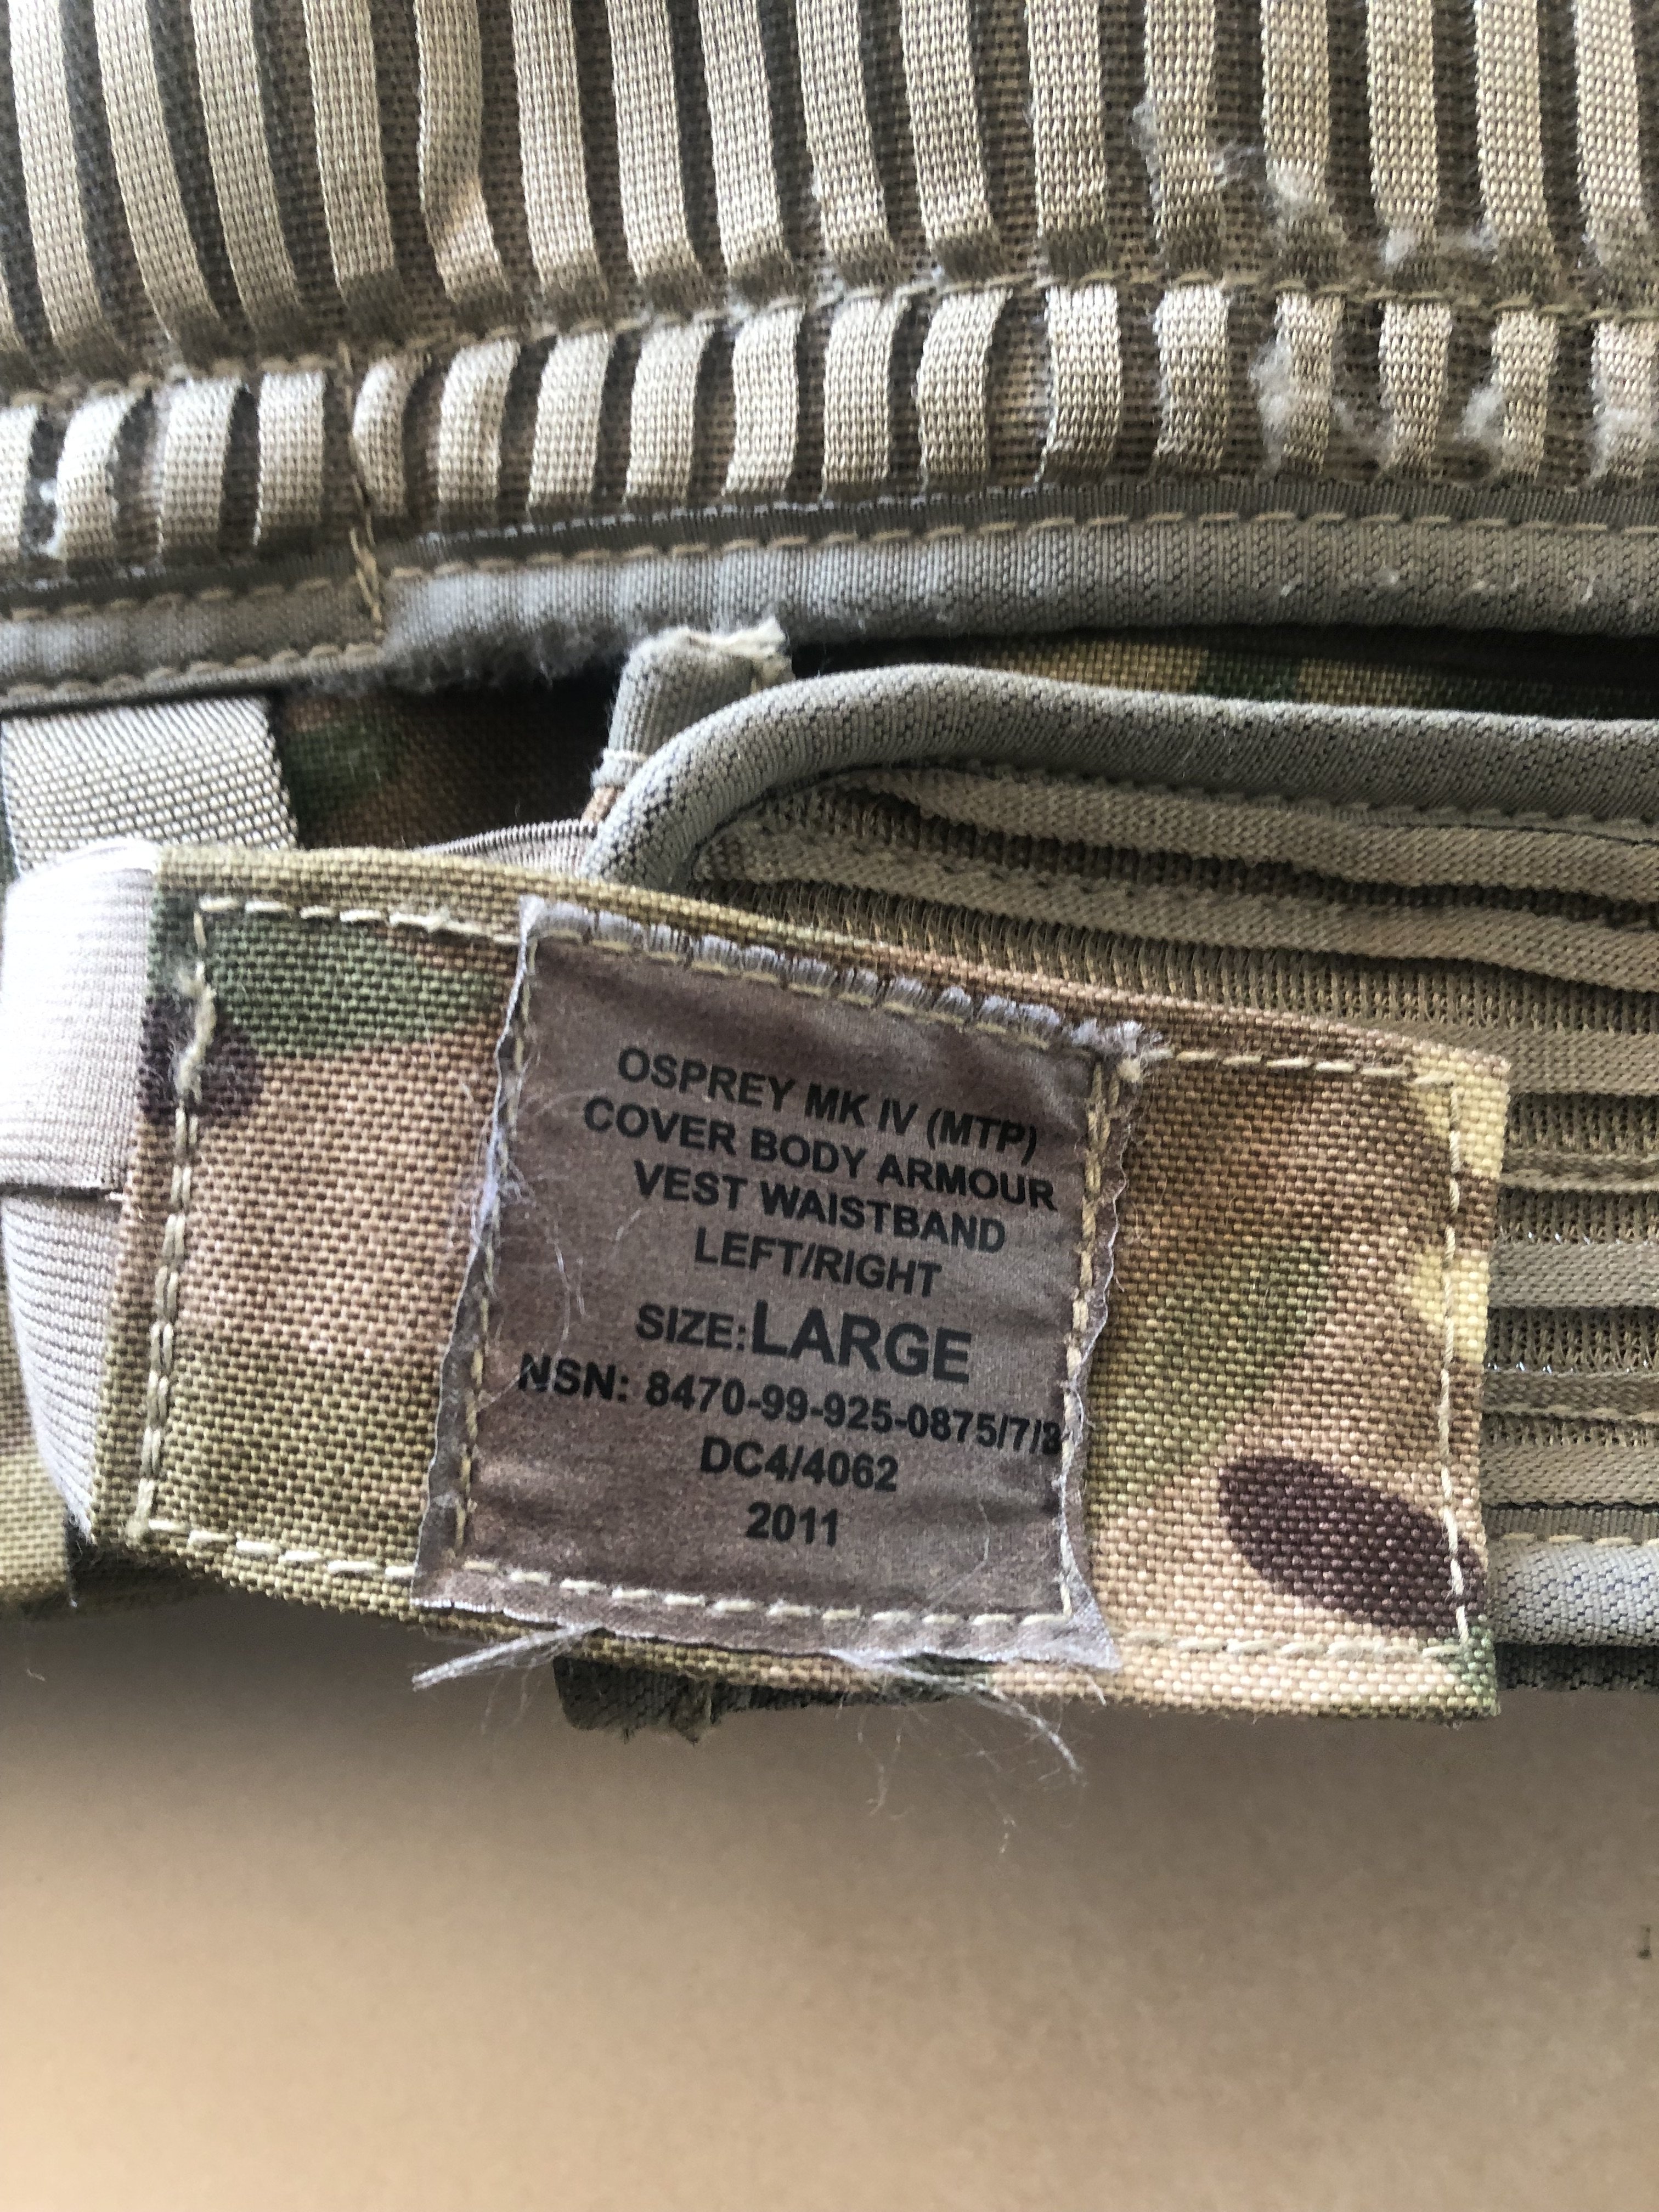 OSPREY MK IV (MTP)
COVER BODY ARMOUR
VEST WAISTBAND
LEFT/RIGHT
SIZE:LARGE
NSN: 8470-99-925-0875/7/8
DC4/4062
2011